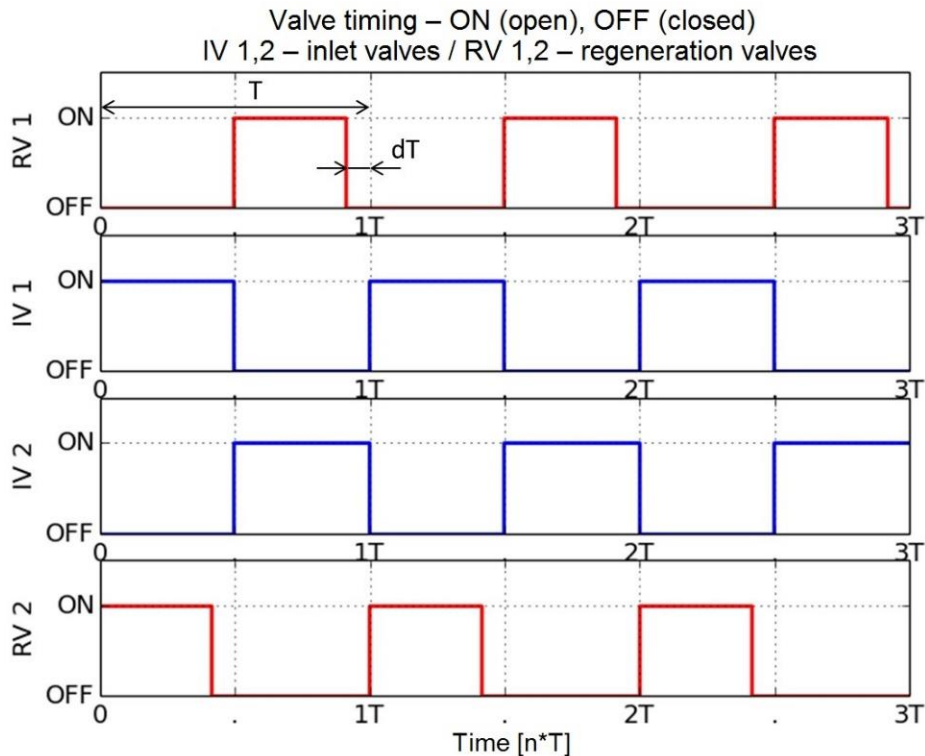 Valve timing – ON (open), OFF (closed)
IV 1,2 – inlet valves / RV 1,2 – regeneration valves
RV 1
ON
OFF
T
dT
0 . 1T . 2T . 3T
IV 1
ON
OFF
0 . 1T . 2T . 3T
IV 2
ON
OFF
0 . 1T . 2T . 3T
RV 2
ON
OFF
0 . 1T . 2T . 3T
Time [n*T]